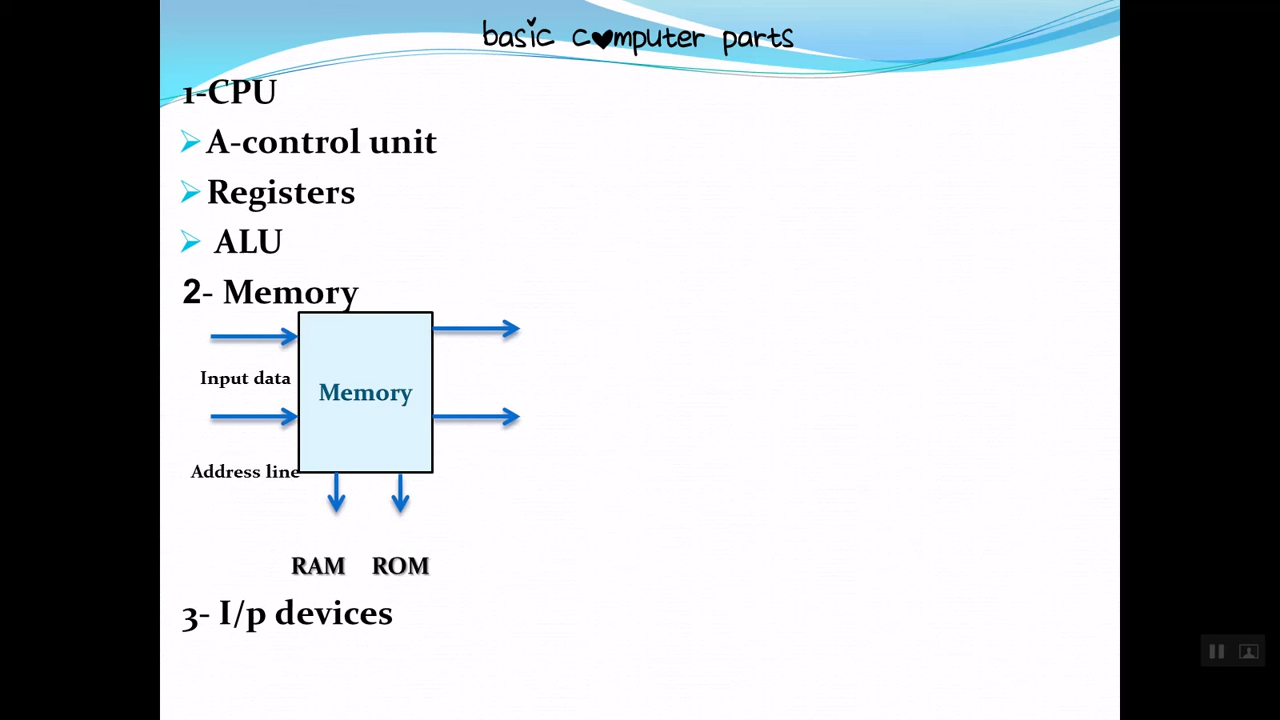 basic computer parts
1-CPU
A-control unit
Registers
ALU
2- Memory
Input data
Memory
Address line
RAM ROM
3- I/p devices